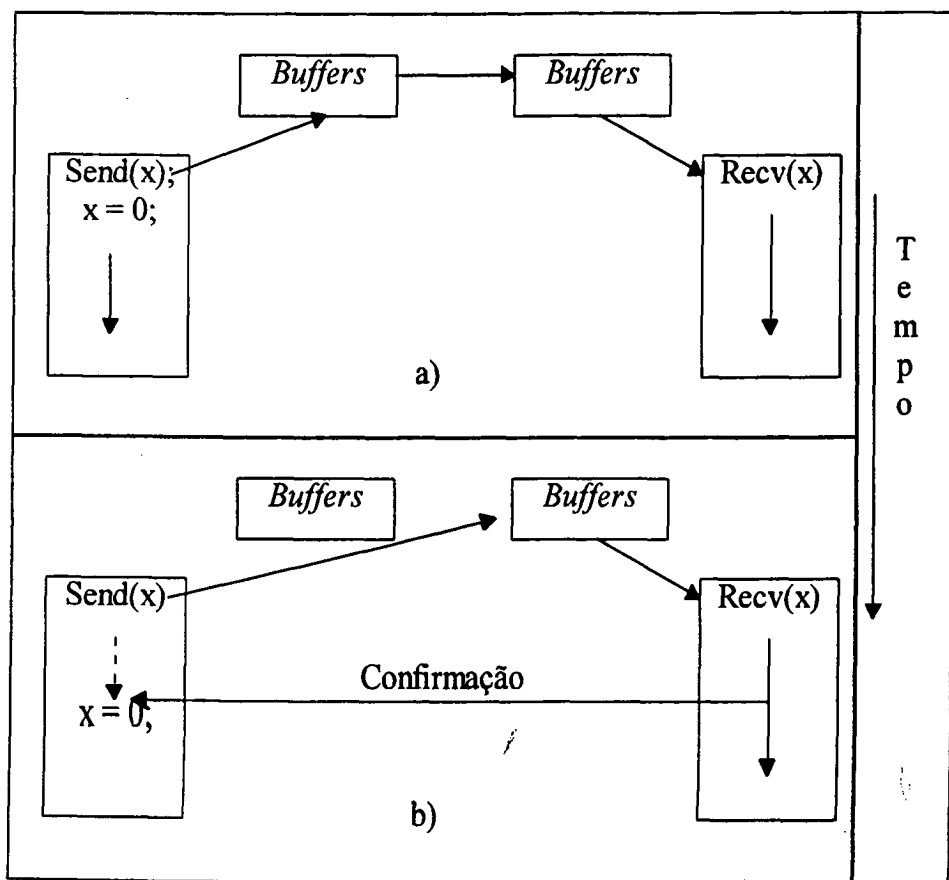 Buffers
Buffers
Send(x);
x = 0;
Recv(x)
a)
T
e
m
p
o
Buffers
Buffers
Send(x)
Recv(x)
Confirmação
x = 0;
b)